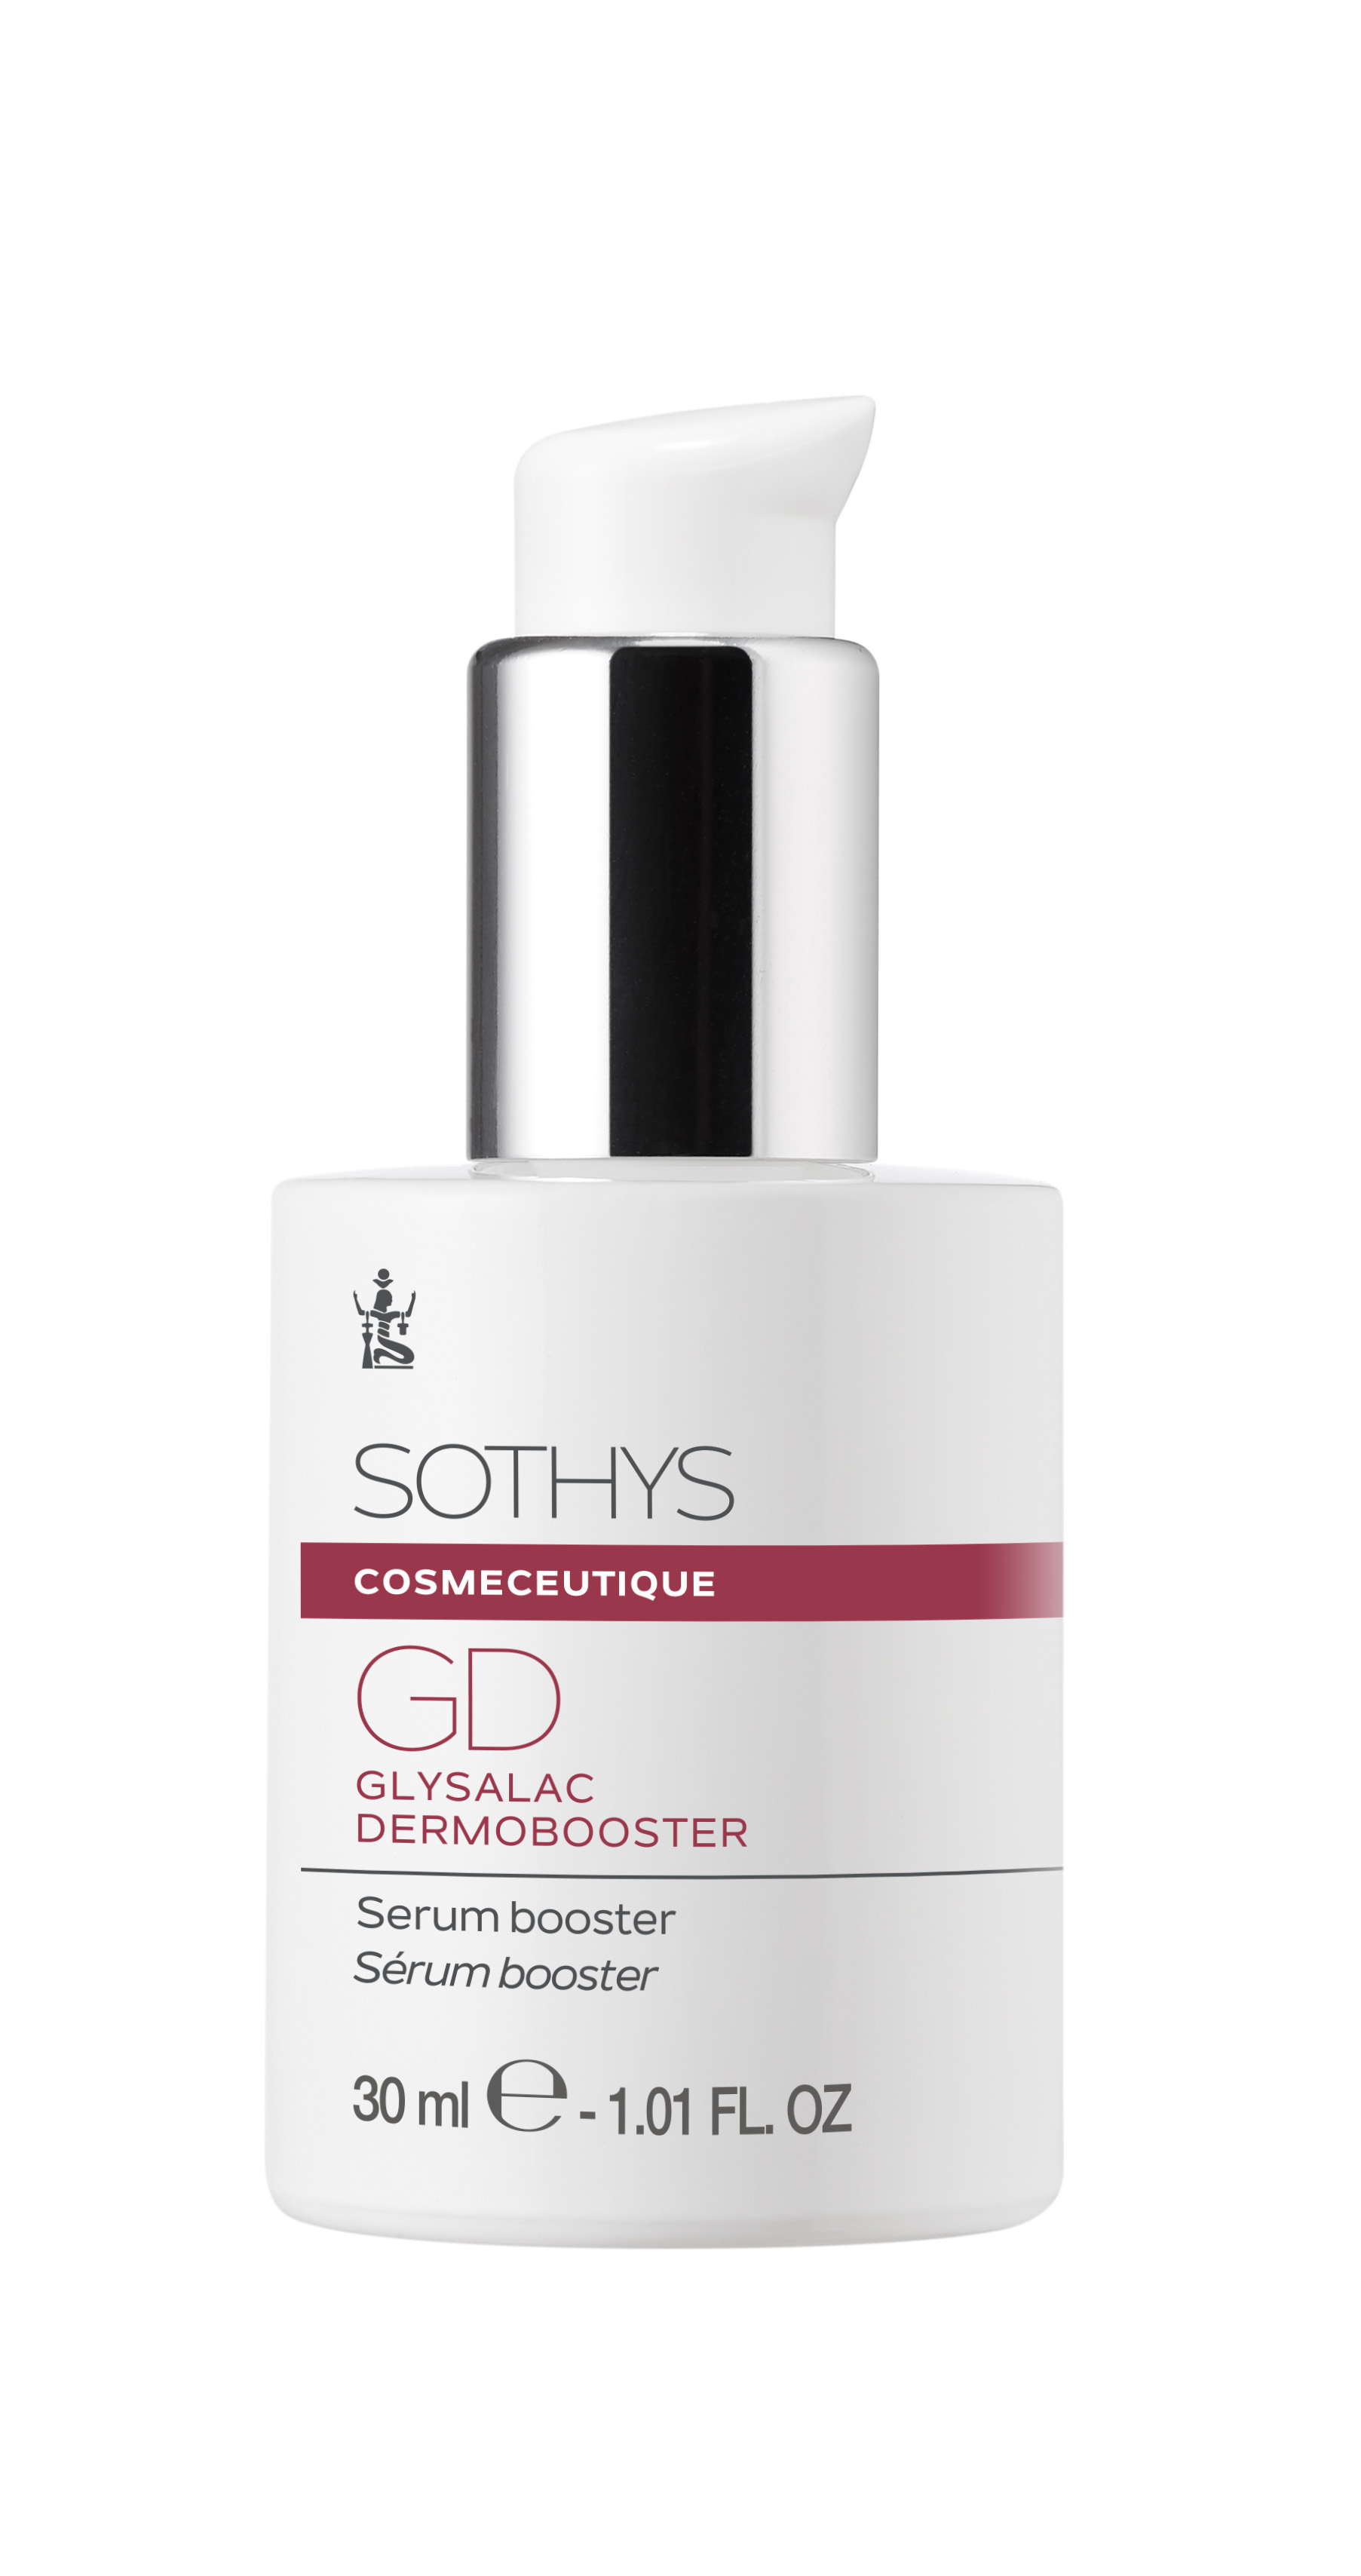 SOTHYS
COSMECEUTIQUE
GD
GLYSALAC
DERMOBOOSTER
Serum booster
Sérum booster
30 ml ℮ - 1.01 FL. OZ